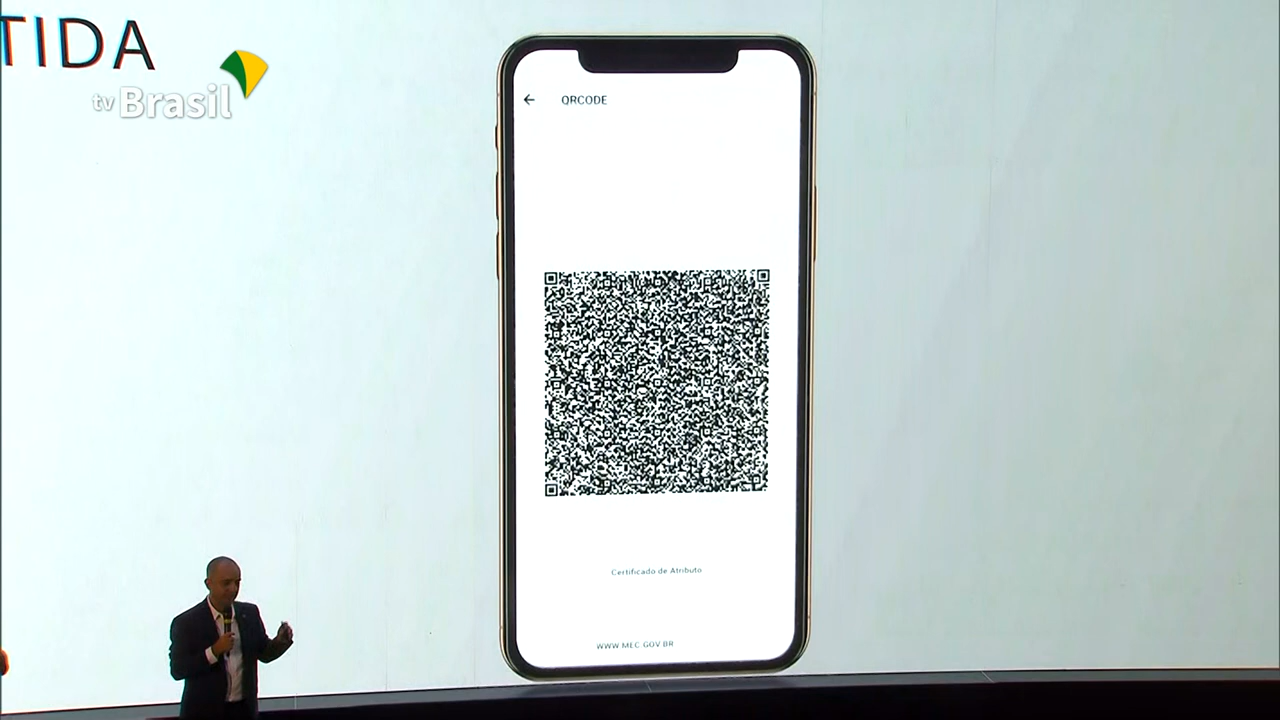 TIDA
tv Brasil
QRCODE
Certificado de Atributo
WWW.MEC.GOV.BR